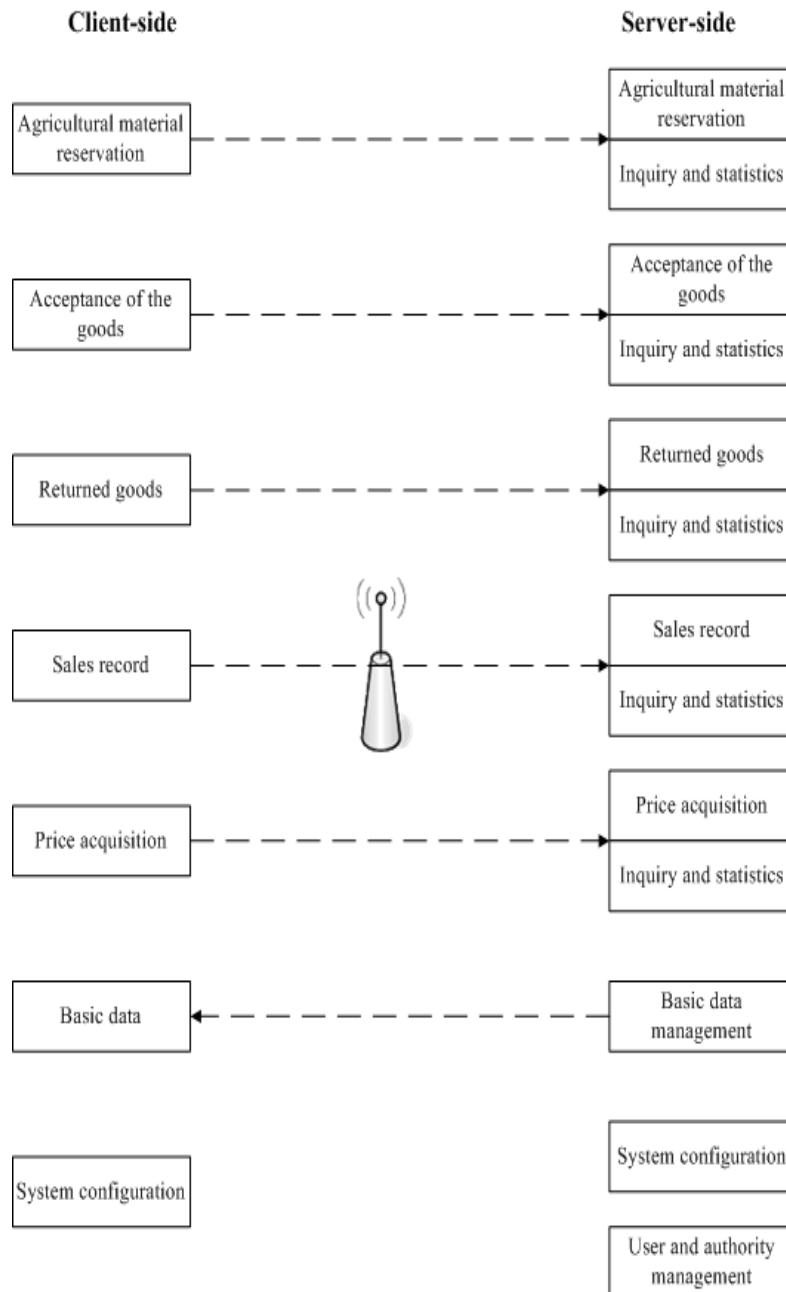 Client-side
Server-side
Agricultural material
reservation
Agricultural material
reservation
Inquiry and statistics
Acceptance of the
goods
Acceptance of the
goods
Inquiry and statistics
Returned goods
Returned goods
Inquiry and statistics
Sales record
Sales record
Inquiry and statistics
Price acquisition
Price acquisition
Inquiry and statistics
Basic data
Basic data
management
System configuration
System configuration
User and authority
management